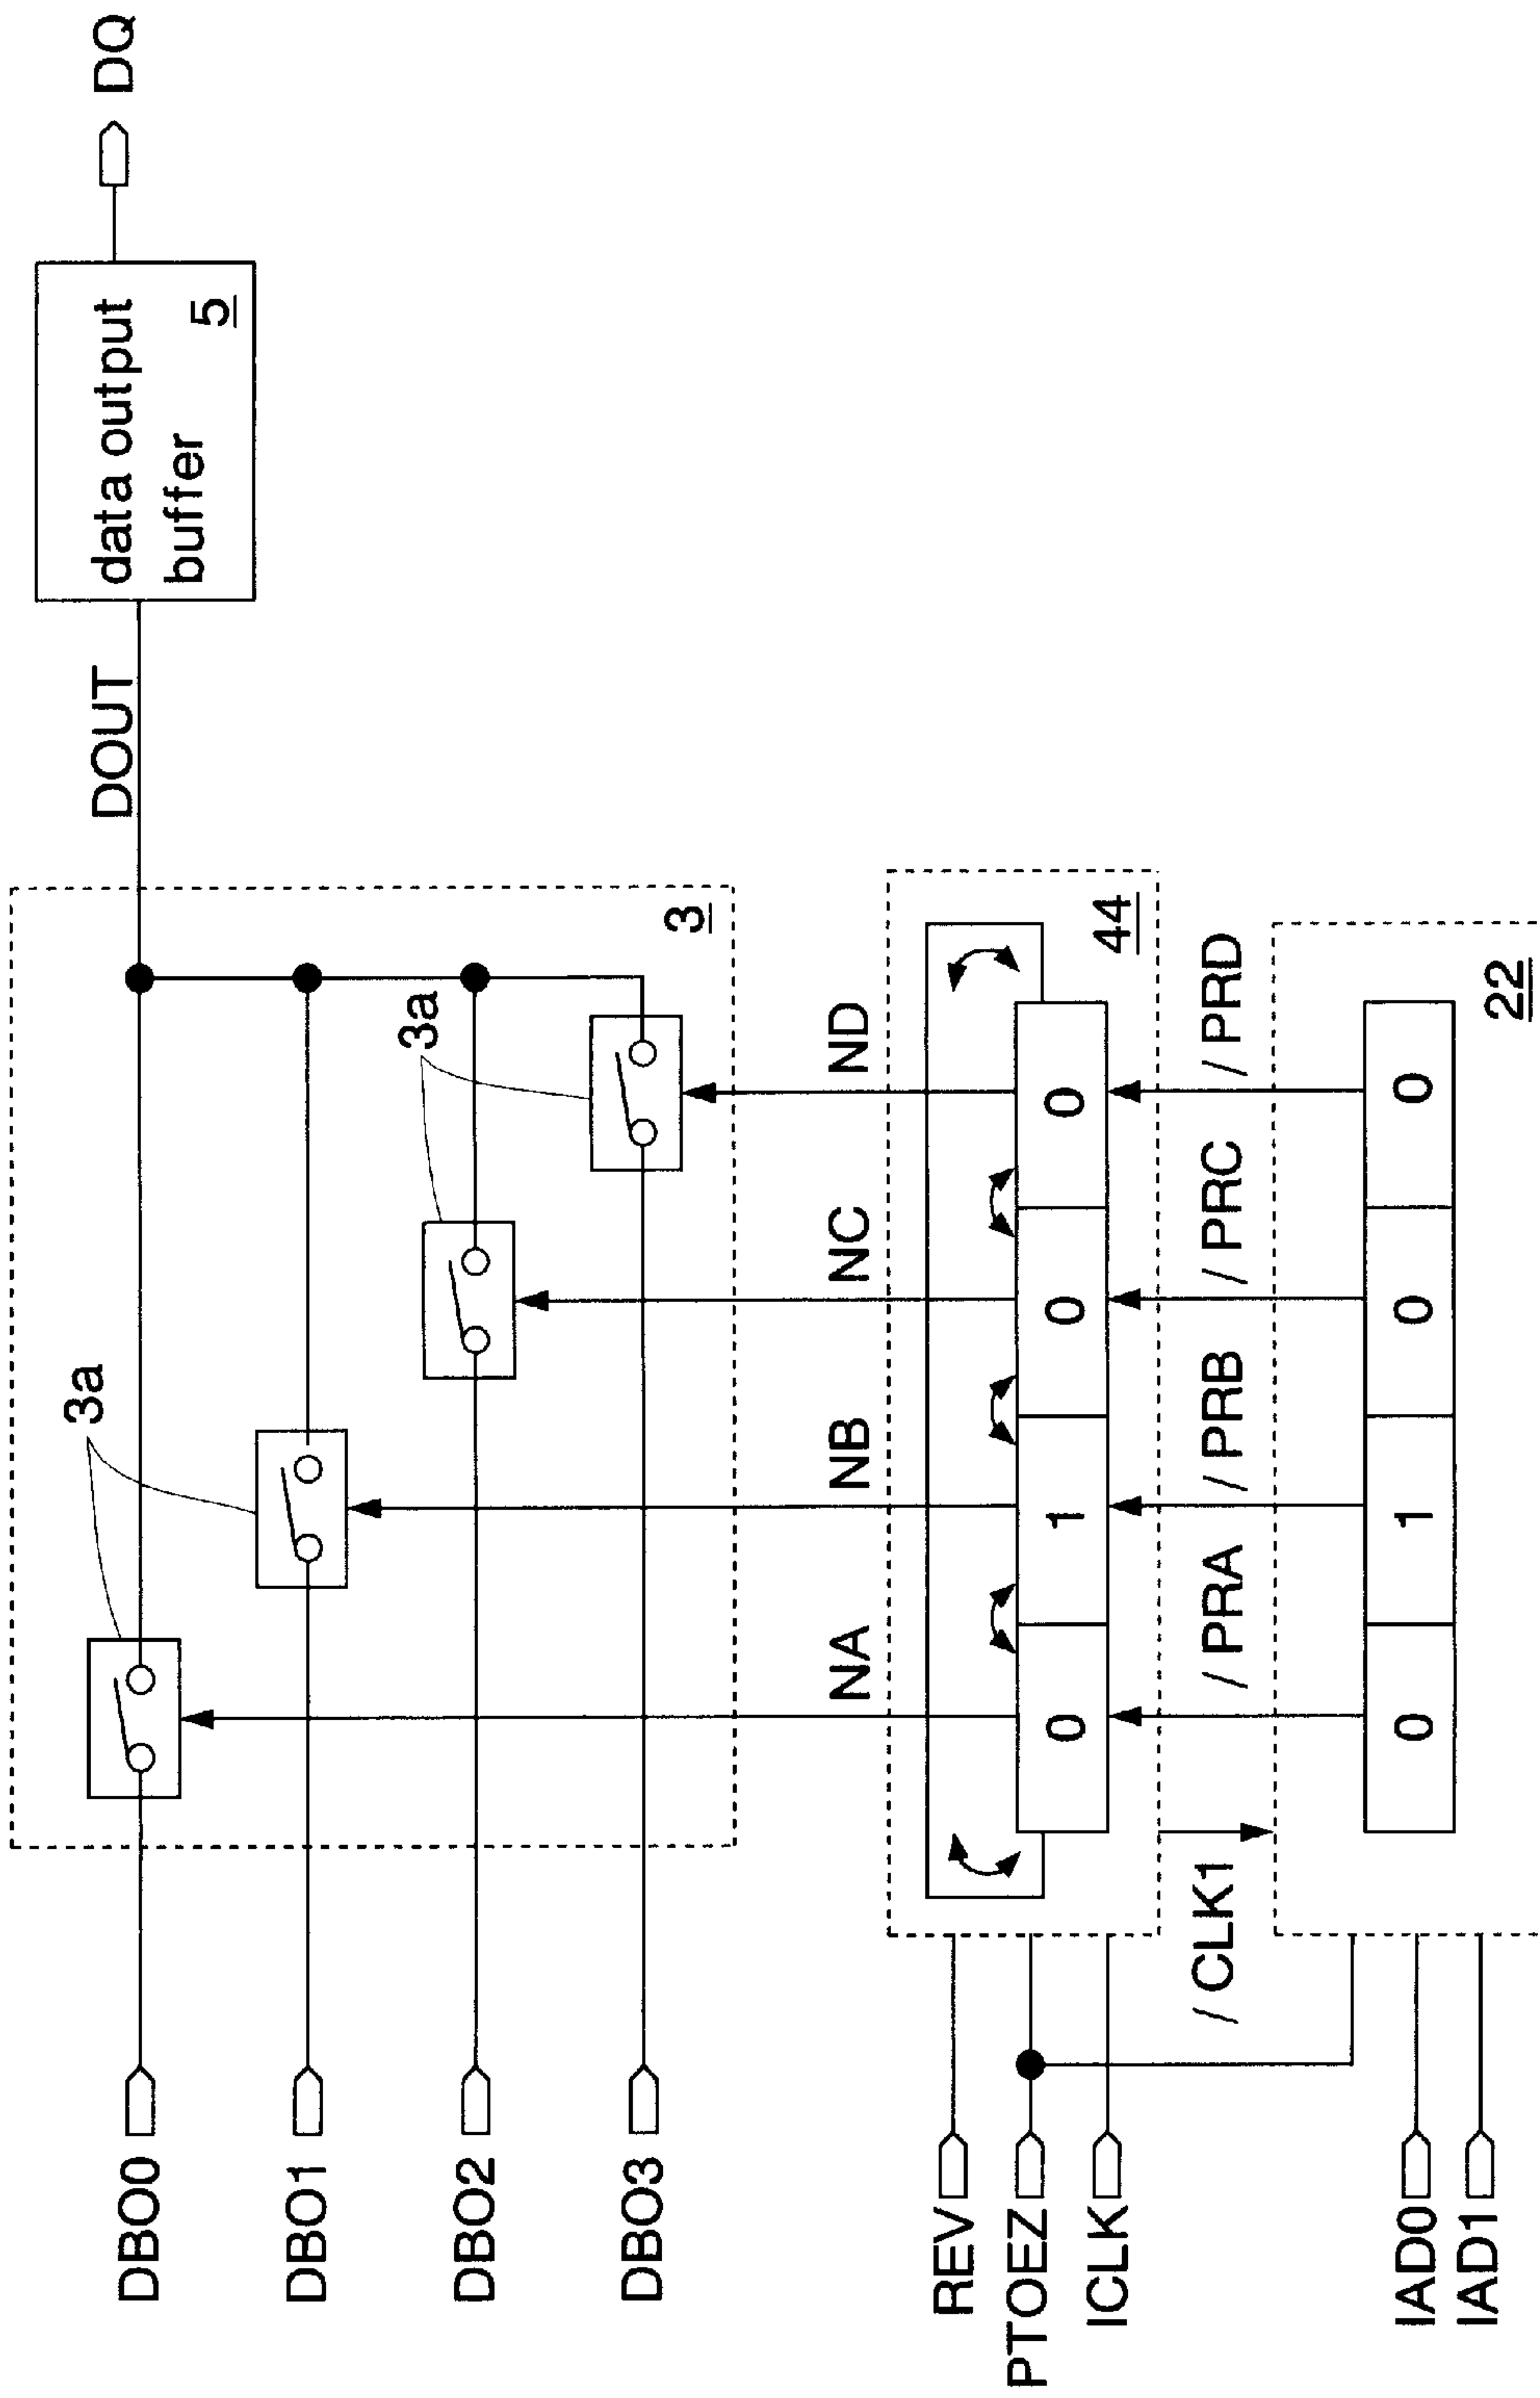 DBO0
DBO1
DBO2
DBO3
3a
3a
3
DOUT
data output
buffer
5
DQ
NA
NB
NC
ND
REV
PTOEZ
ICLK
0
1
0
0
44
/ CLK1
/ PRA
/ PRB
/ PRC
/ PRD
IAD0
IAD1
0
1
0
0
22